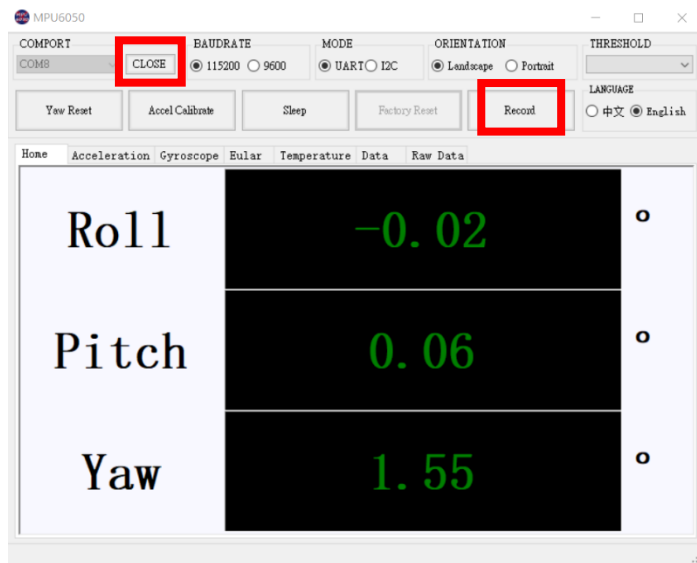 MPU6050
COMPORT BAUDRATE MODE ORIENTATION THRESHOLD
COM8 CLOSE 115200 9600 UART I2C Landscape Portrait
LANGUAGE
Yaw Reset Accel Calibrate Sleep Factory Reset Record 中文 English
Home Acceleration Gyroscope Eular Temperature Data Raw Data
Roll -0.02 °
Pitch 0.06 °
Yaw 1.55 °